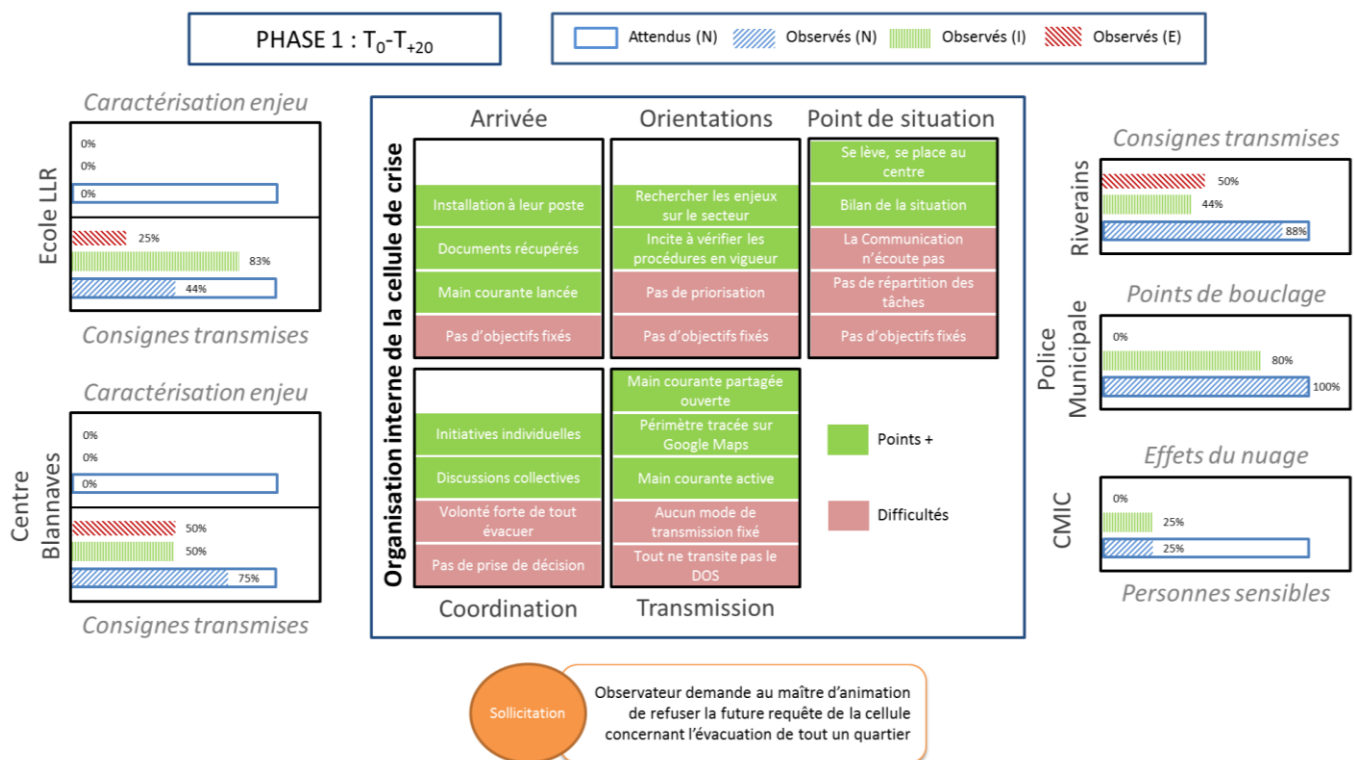 PHASE 1 : T0-T+20
Attendus (N)
Observés (N)
Observés (I)
Observés (E)
Caractérisation enjeu
Ecole LLR
0%
0%
0%
25%
83%
44%
Consignes transmises
Caractérisation enjeu
Centre
Blannaves
0%
0%
0%
50%
50%
75%
Consignes transmises
Organisation interne de la cellule de crise
Arrivée
Installation à leur poste
Documents récupérés
Main courante lancée
Pas d'objectifs fixés
Orientations
Rechercher les enjeux
sur le secteur
Incite à vérifier les
procédures en vigueur
Pas de priorisation
Pas d'objectifs fixés
Point de situation
Se lève, se place au
centre
Bilan de la situation
La Communication
n'écoute pas
Pas de répartition des
tâches
Pas d'objectifs fixés
Initiatives individuelles
Discussions collectives
Volonté forte de tout
évacuer
Pas de prise de décision
Coordination
Main courante partagée
ouverte
Périmètre tracée sur
Google Maps
Main courante active
Aucun mode de
transmission fixé
Tout ne transite pas le
DOS
Transmission
Points +
Difficultés
Consignes transmises
Riverains
50%
44%
88%
Points de bouclage
Police
Municipale
0%
80%
100%
Effets du nuage
CMIC
0%
25%
25%
Personnes sensibles
Sollicitation
Observateur demande au maître d'animation
de refuser la future requête de la cellule
concernant l'évacuation de tout un quartier